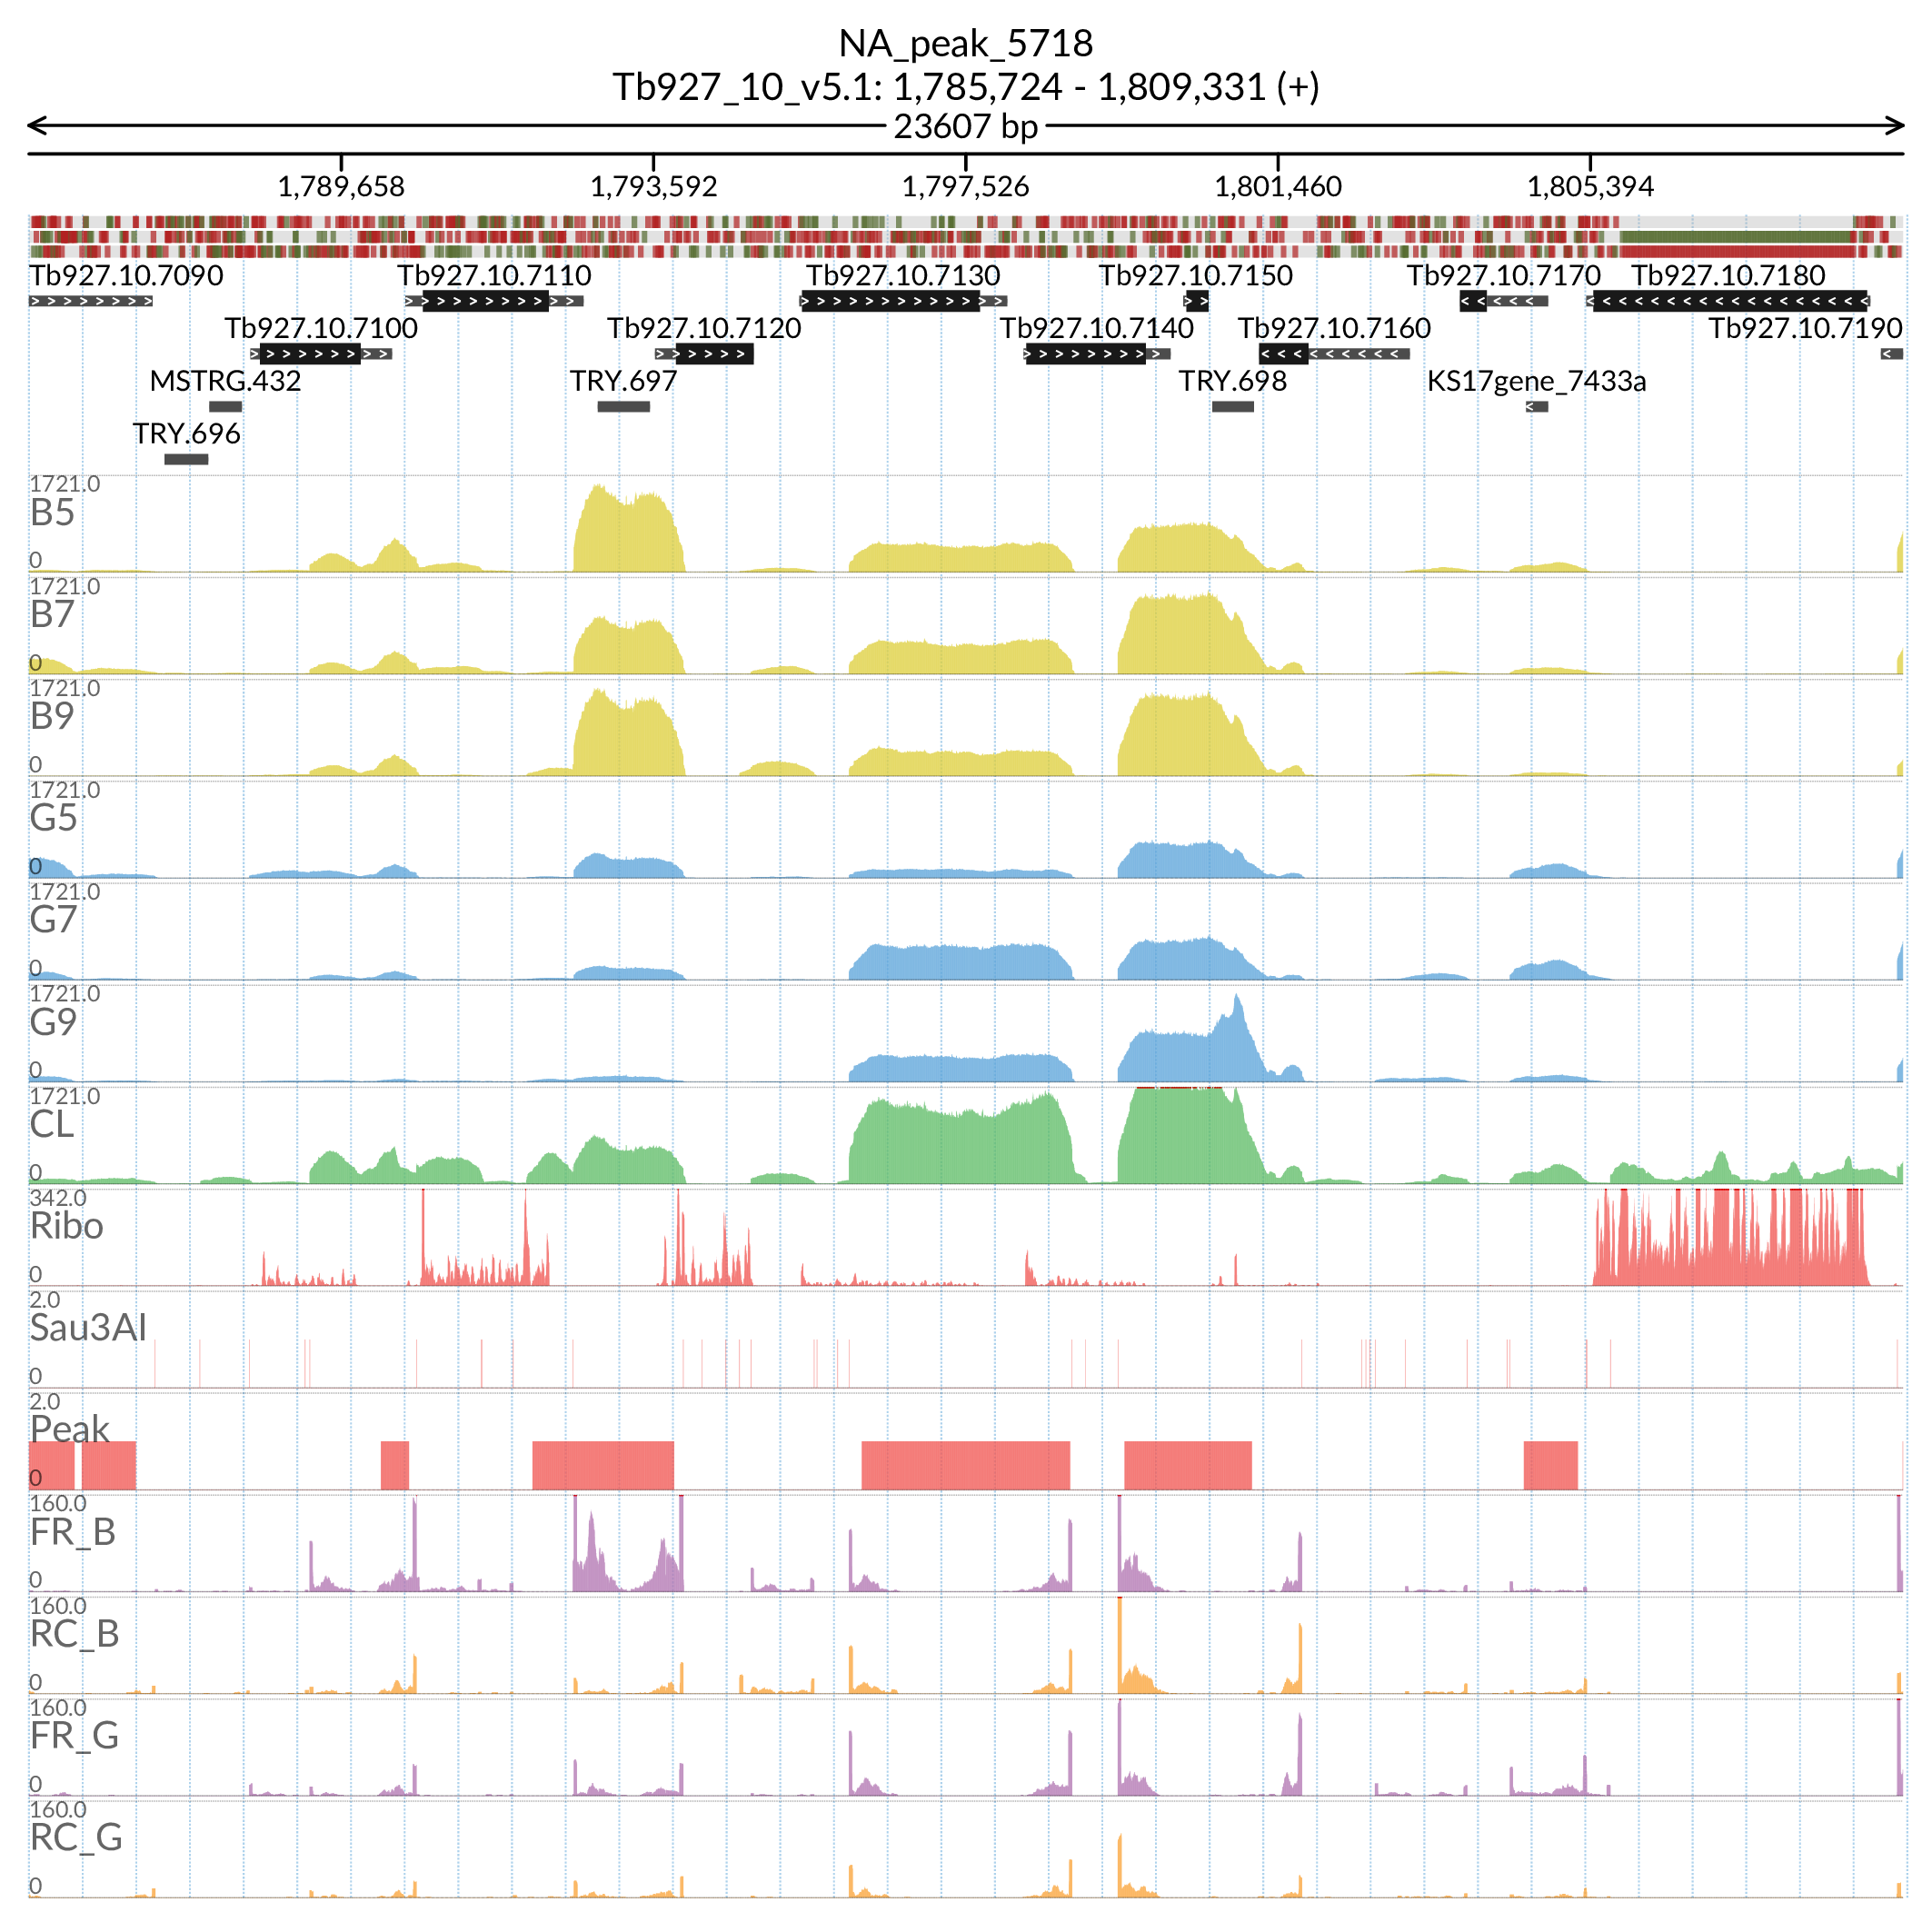 NA_peak_5718
Tb927_10_v5.1: 1,785,724 - 1,809,331 (+)
23607 bp
1,789,658 1,793,592 1,797,526 1,801,460 1,805,394
Tb927.10.7090 Tb927.10.7110 Tb927.10.7130 Tb927.10.7150 Tb927.10.7170 Tb927.10.7180
Tb927.10.7100 Tb927.10.7120 Tb927.10.7140 Tb927.10.7160 Tb927.10.7190
MSTRG.432 TRY.697 TRY.698 KS17gene_7433a
TRY.696
1721.0
B5
0
1721.0
B7
0
1721.0
B9
0
1721.0
G5
0
1721.0
G7
0
1721.0
G9
0
1721.0
CL
0
342.0
Ribo
0
2.0
Sau3AI
0
2.0
Peak
0
160.0
FR_B
0
160.0
RC_B
0
160.0
FR_G
0
160.0
RC_G
0